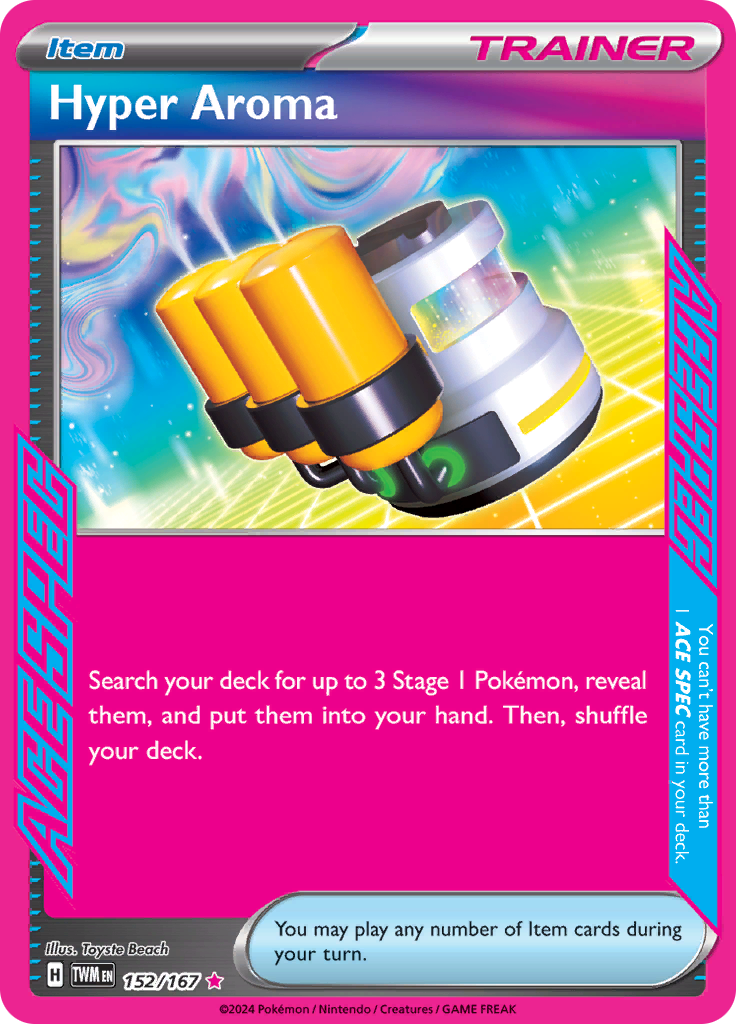 Item
TRAINER
Hyper Aroma
ACE SPEC
ACE SPEC
Search your deck for up to 3 Stage 1 Pokémon, reveal
them, and put them into your hand. Then, shuffle
your deck.
You can't have more than
1 ACE SPEC card in your deck.
You may play any number of Item cards during
your turn.
Illus. Toyste Beach
H TWM EN 152/167
©2024 Pokémon / Nintendo / Creatures / GAME FREAK